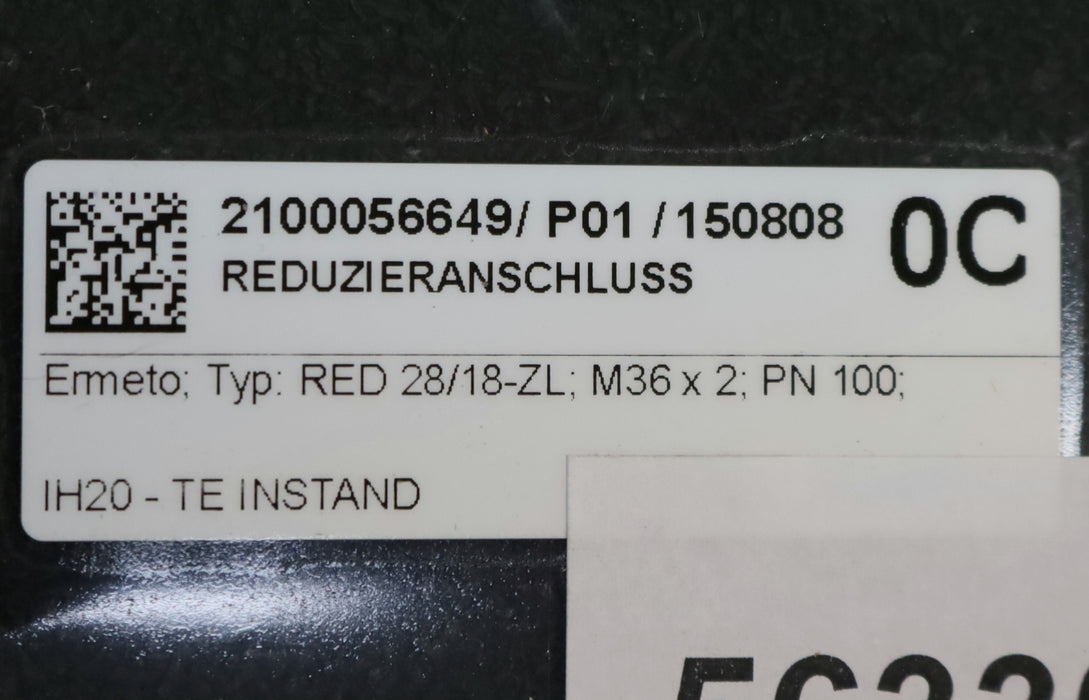 2100056649/ P01 /150808 0C
REDUZIERANSCHLUSS
Ermeto; Typ: RED 28/18-ZL; M36 x 2; PN 100;
IH20 - TE INSTAND